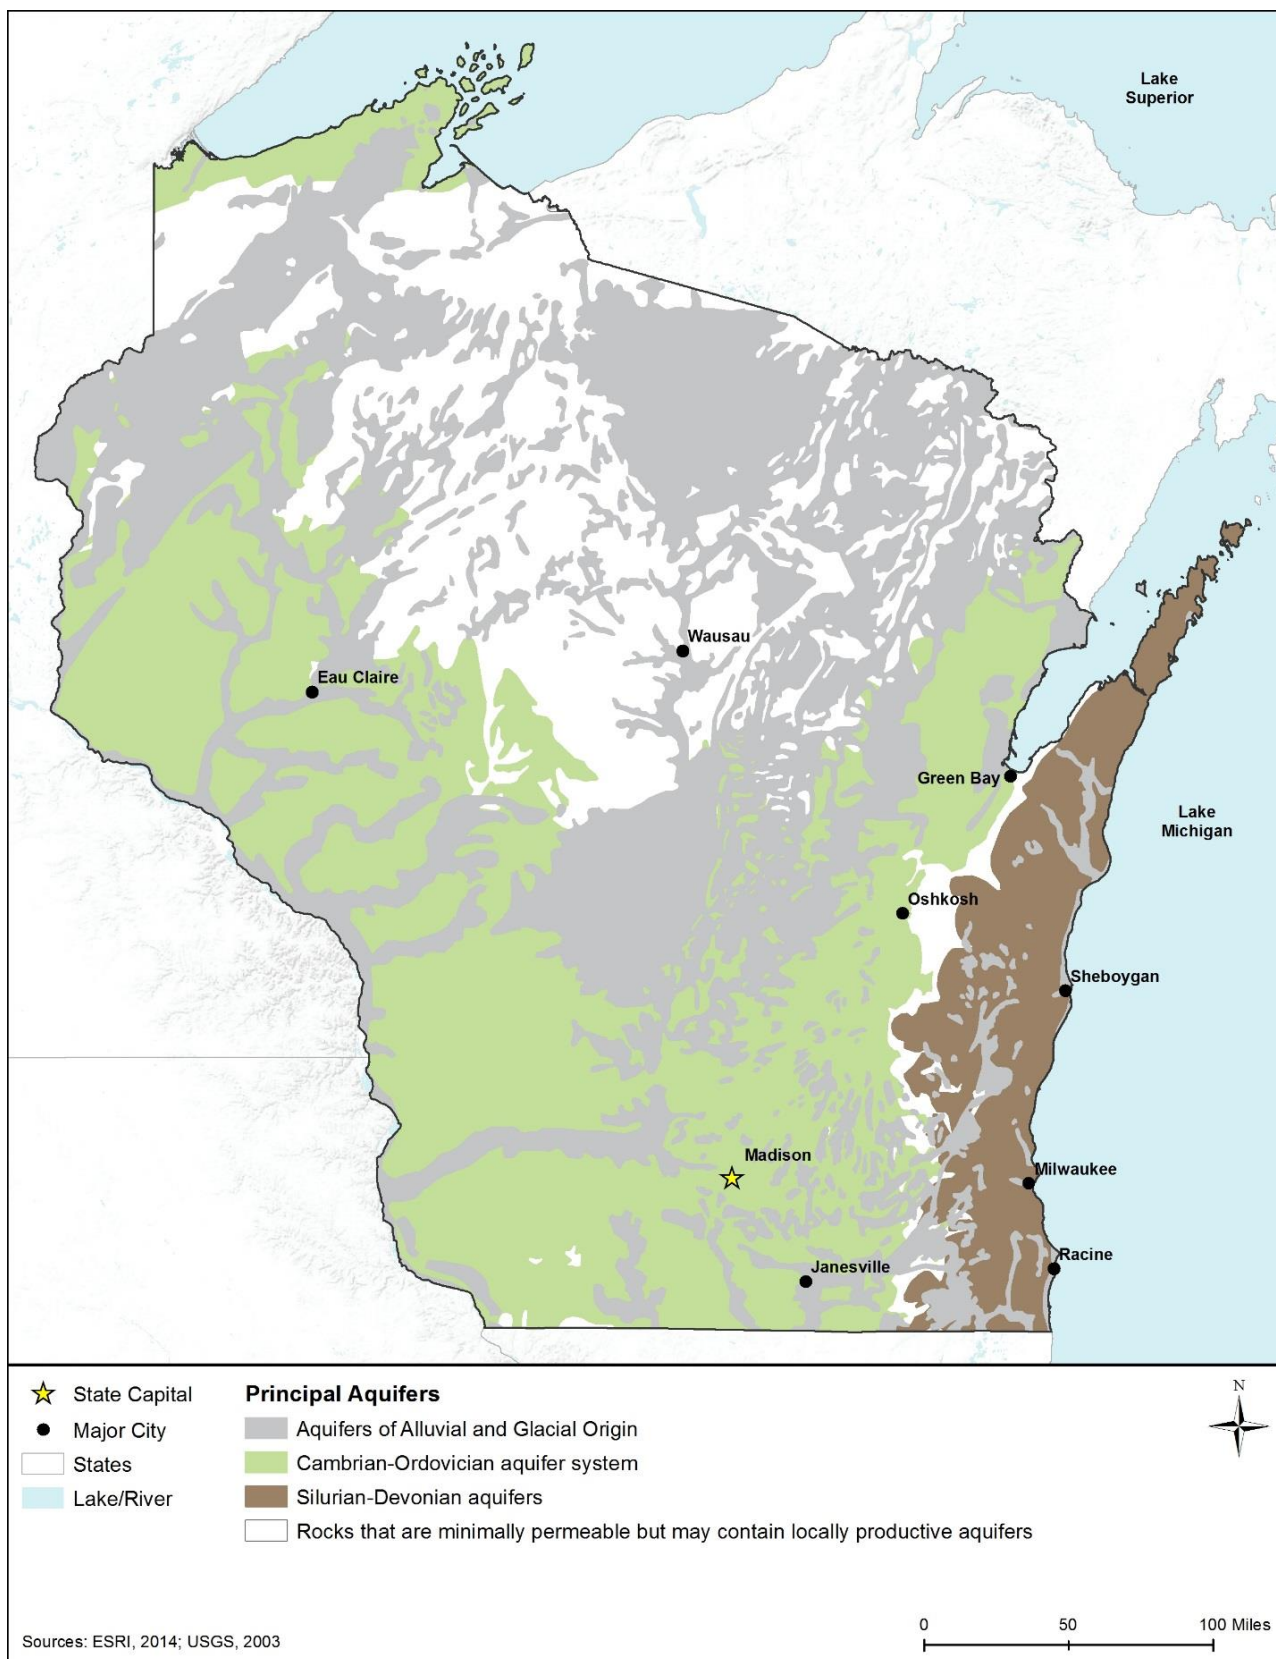 Lake
Superior
Wausau
Eau Claire
Green Bay
Lake
Michigan
Oshkosh
Sheboygan
Madison
Milwaukee
Racine
Janesville
State Capital
Major City
States
Lake/River
Principal Aquifers
Aquifers of Alluvial and Glacial Origin
Cambrian-Ordovician aquifer system
Silurian-Devonian aquifers
Rocks that are minimally permeable but may contain locally productive aquifers
N
0 50 100 Miles
Sources: ESRI, 2014; USGS, 2003